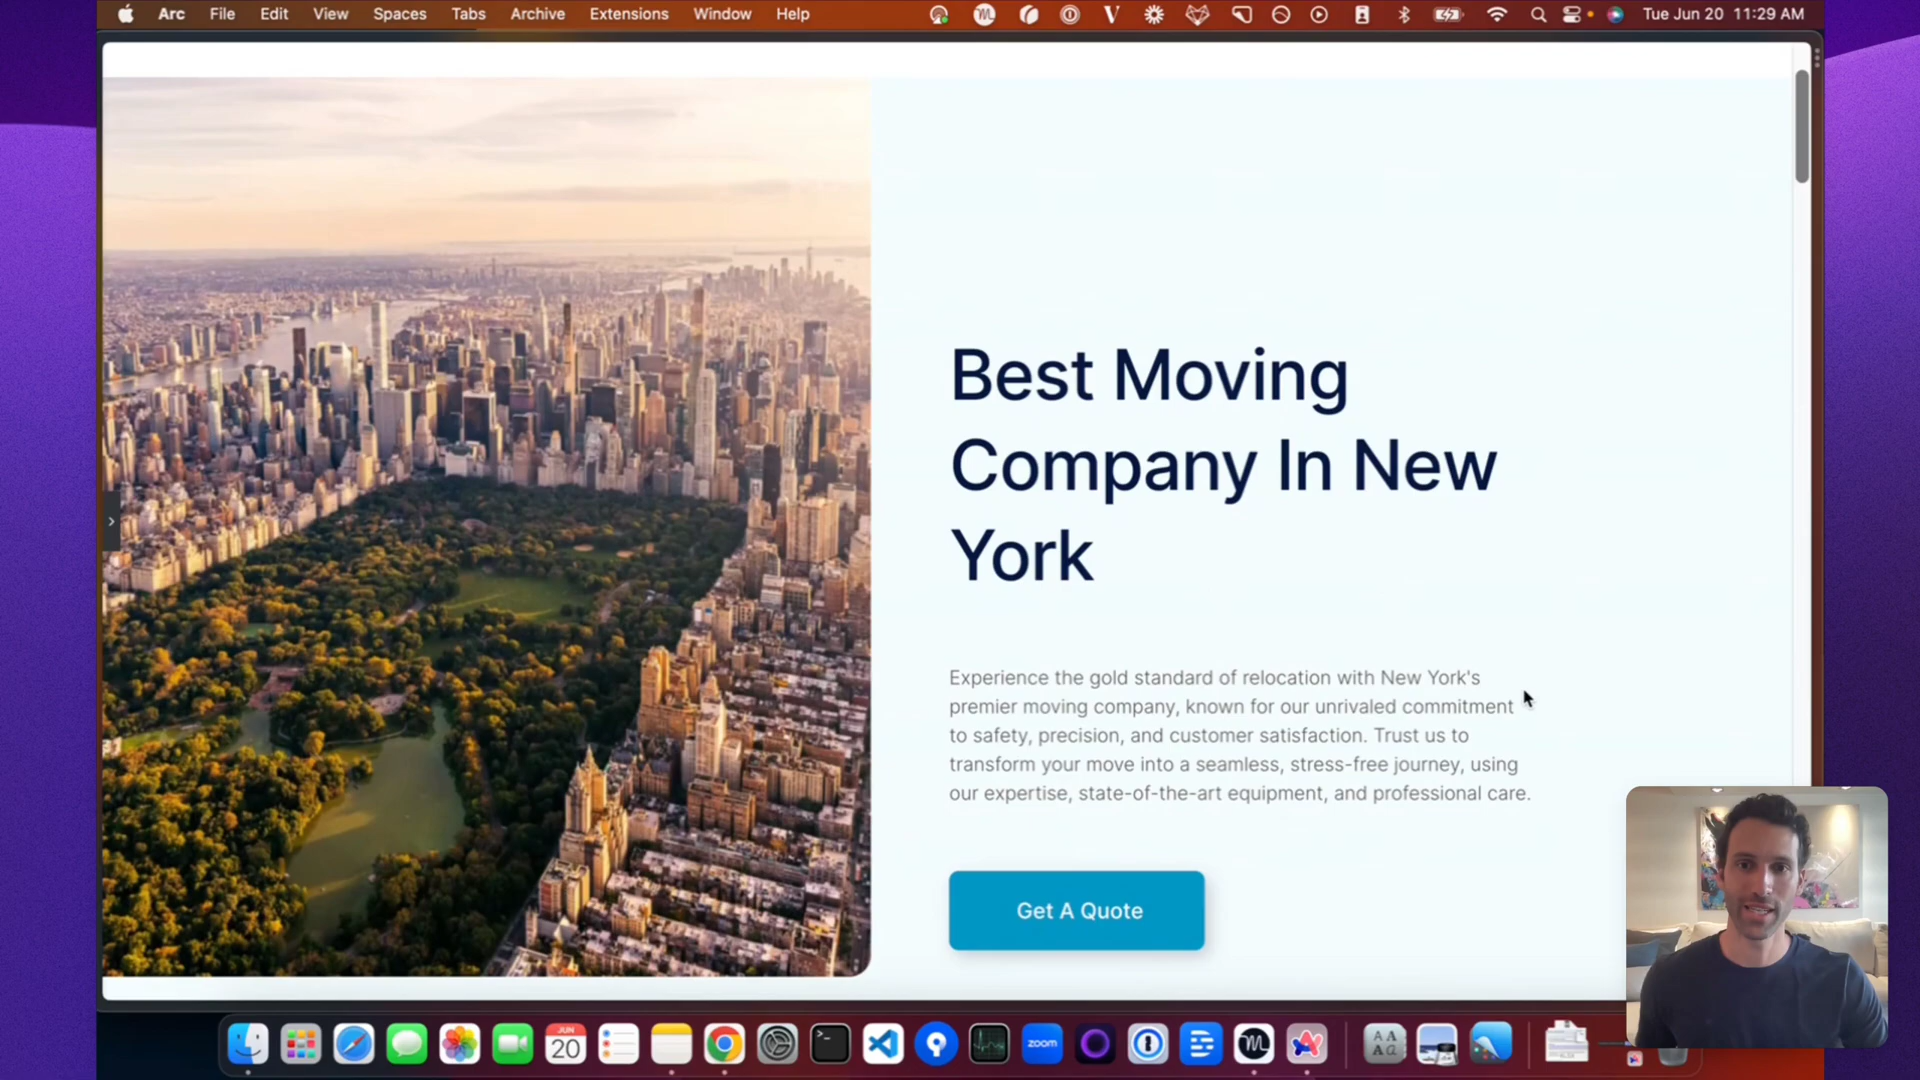 Arc File Edit View Spaces Tabs Archive Extensions Window Help Tue Jun 20 11:29 AM
Best Moving
Company In New
York
Experience the gold standard of relocation with New York's
premier moving company, known for our unrivaled commitment
to safety, precision, and customer satisfaction. Trust us to
transform your move into a seamless, stress-free journey, using
our expertise, state-of-the-art equipment, and professional care.
Get A Quote
JUN
20
zoom